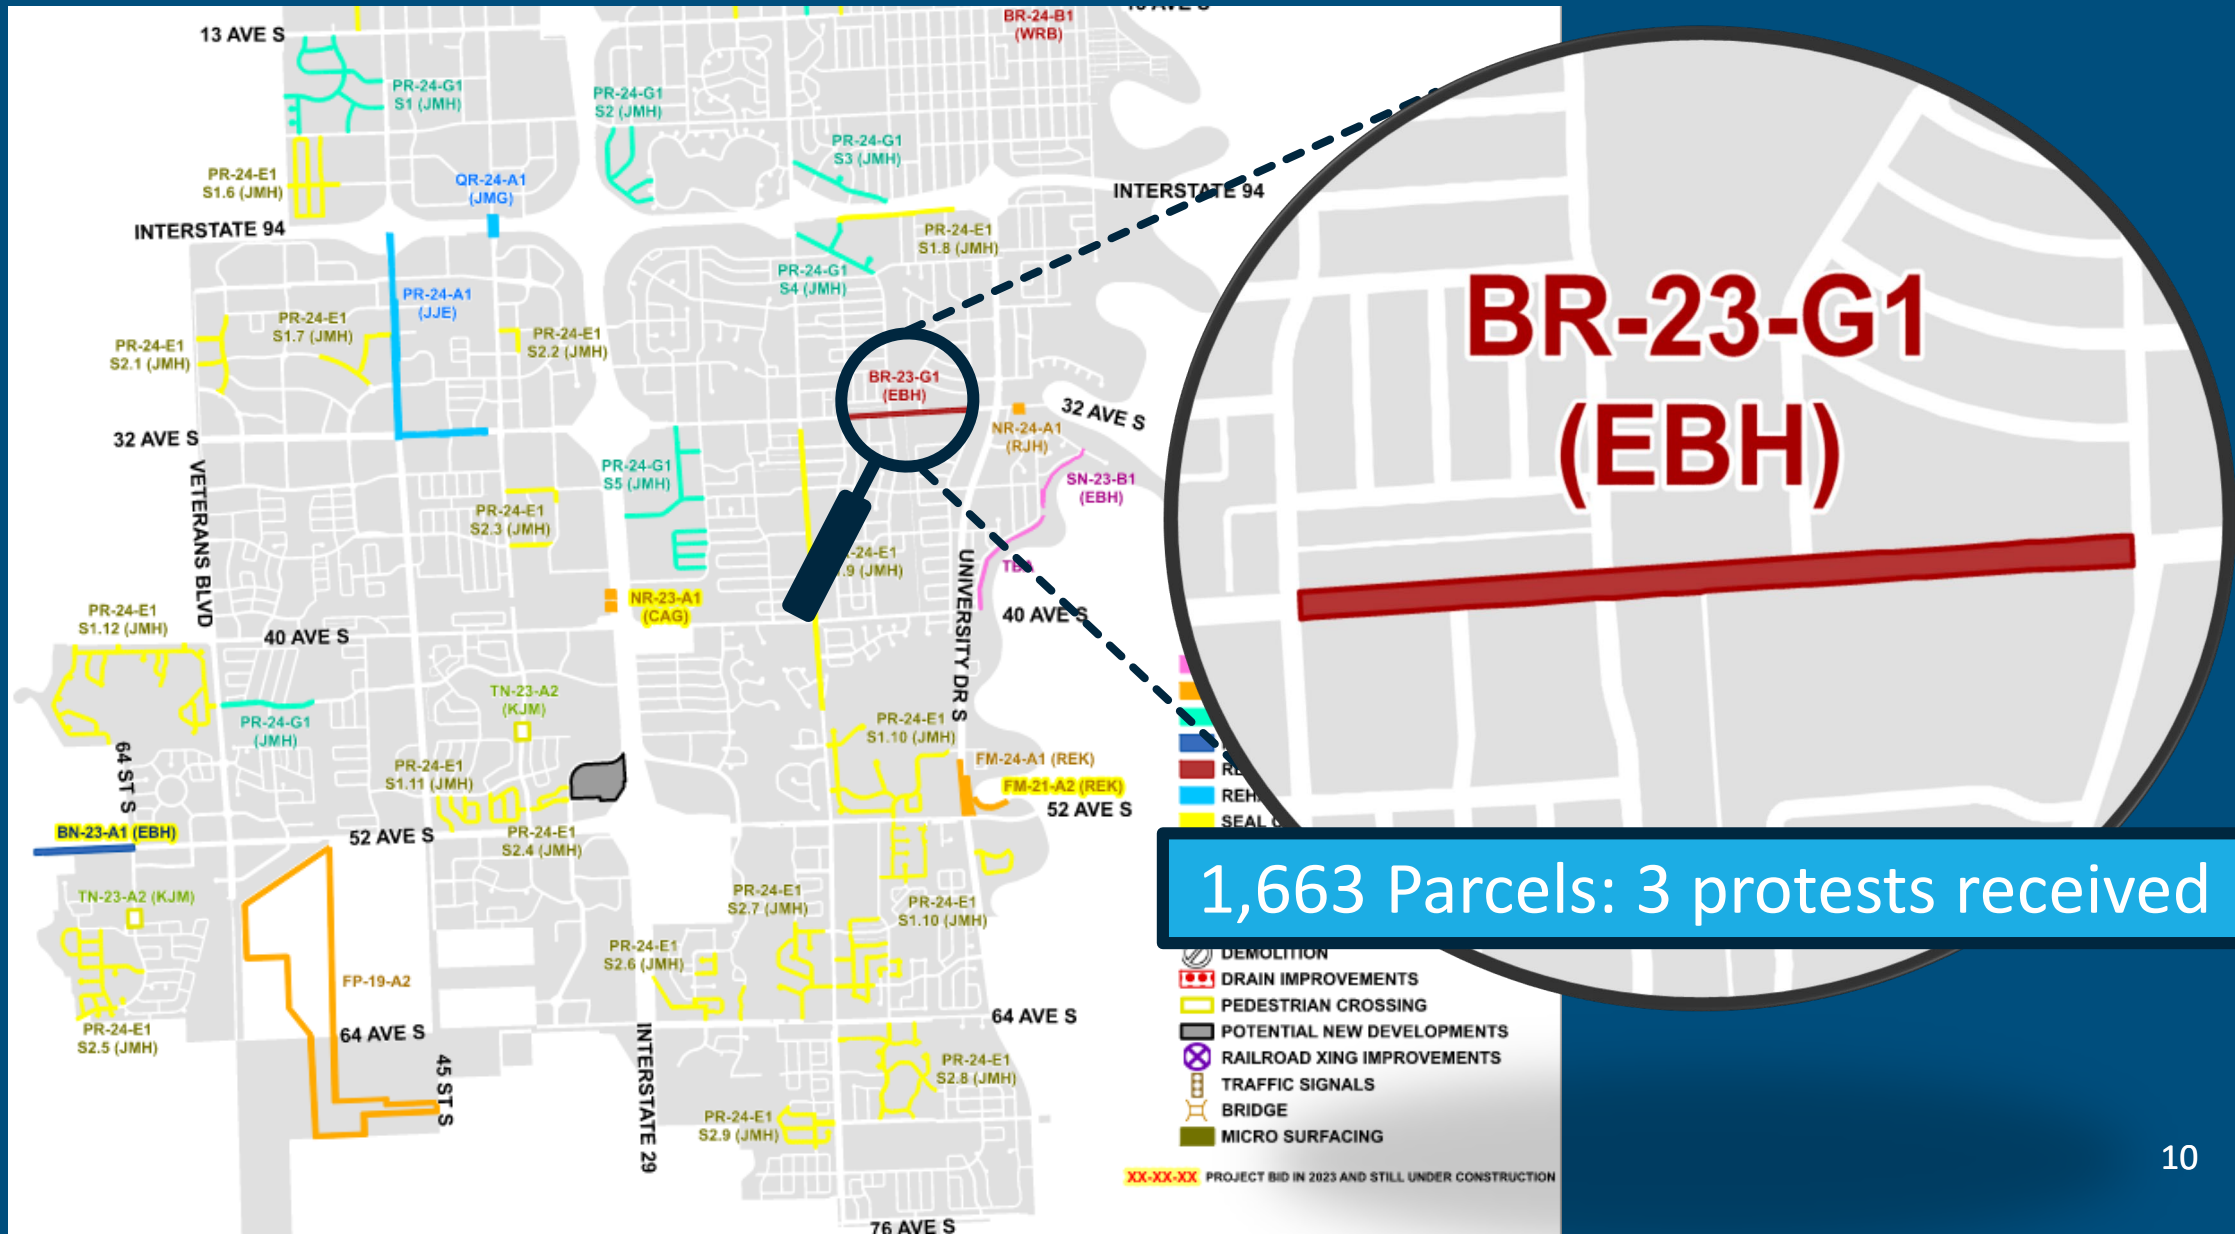 13 AVE S
BR-24-B1
(WRB)
PR-24-G1
S1 (JMH)
PR-24-G1
S2 (JMH)
PR-24-G1
S3 (JMH)
PR-24-E1
S1.6 (JMH)
QR-24-A1
(JMG)
INTERSTATE 94
INTERSTATE 94
PR-24-E1
S1.8 (JMH)
PR-24-G1
S4 (JMH)
PR-24-A1
(JJE)
PR-24-E1
S1.7 (JMH)
PR-24-E1
S2.1 (JMH)
PR-24-E1
S2.2 (JMH)
BR-23-G1
(EBH)
BR-23-G1
(EBH)
32 AVE S
32 AVE S
NR-24-A1
(RJH)
VETERANS BLVD
PR-24-G1
S5 (JMH)
SN-23-B1
(EBH)
PR-24-E1
S2.3 (JMH)
-24-E1
.9 (JMH)
UNIVERSITY DR S
NR-23-A1
(CAG)
PR-24-E1
S1.12 (JMH)
40 AVE S
40 AVE S
TN-23-A2
(KJM)
PR-24-G1
(JMH)
PR-24-E1
S1.10 (JMH)
64 ST S
PR-24-E1
S1.11 (JMH)
FM-24-A1 (REK)
FM-21-A2 (REK)
52 AVE S
BN-23-A1 (EBH)
52 AVE S
PR-24-E1
S2.4 (JMH)
SEAL
1,663 Parcels: 3 protests received
TN-23-A2 (KJM)
PR-24-E1
S2.7 (JMH)
PR-24-E1
S1.10 (JMH)
PR-24-E1
S2.6 (JMH)
FP-19-A2
PR-24-E1
S2.5 (JMH)
64 AVE S
64 AVE S
45 ST S
INTERSTATE 29
PR-24-E1
S2.8 (JMH)
PR-24-E1
S2.9 (JMH)
76 AVE S
DEMOLITION
DRAIN IMPROVEMENTS
PEDESTRIAN CROSSING
POTENTIAL NEW DEVELOPMENTS
RAILROAD XING IMPROVEMENTS
TRAFFIC SIGNALS
BRIDGE
MICRO SURFACING
XX-XX-XX PROJECT BID IN 2023 AND STILL UNDER CONSTRUCTION
10